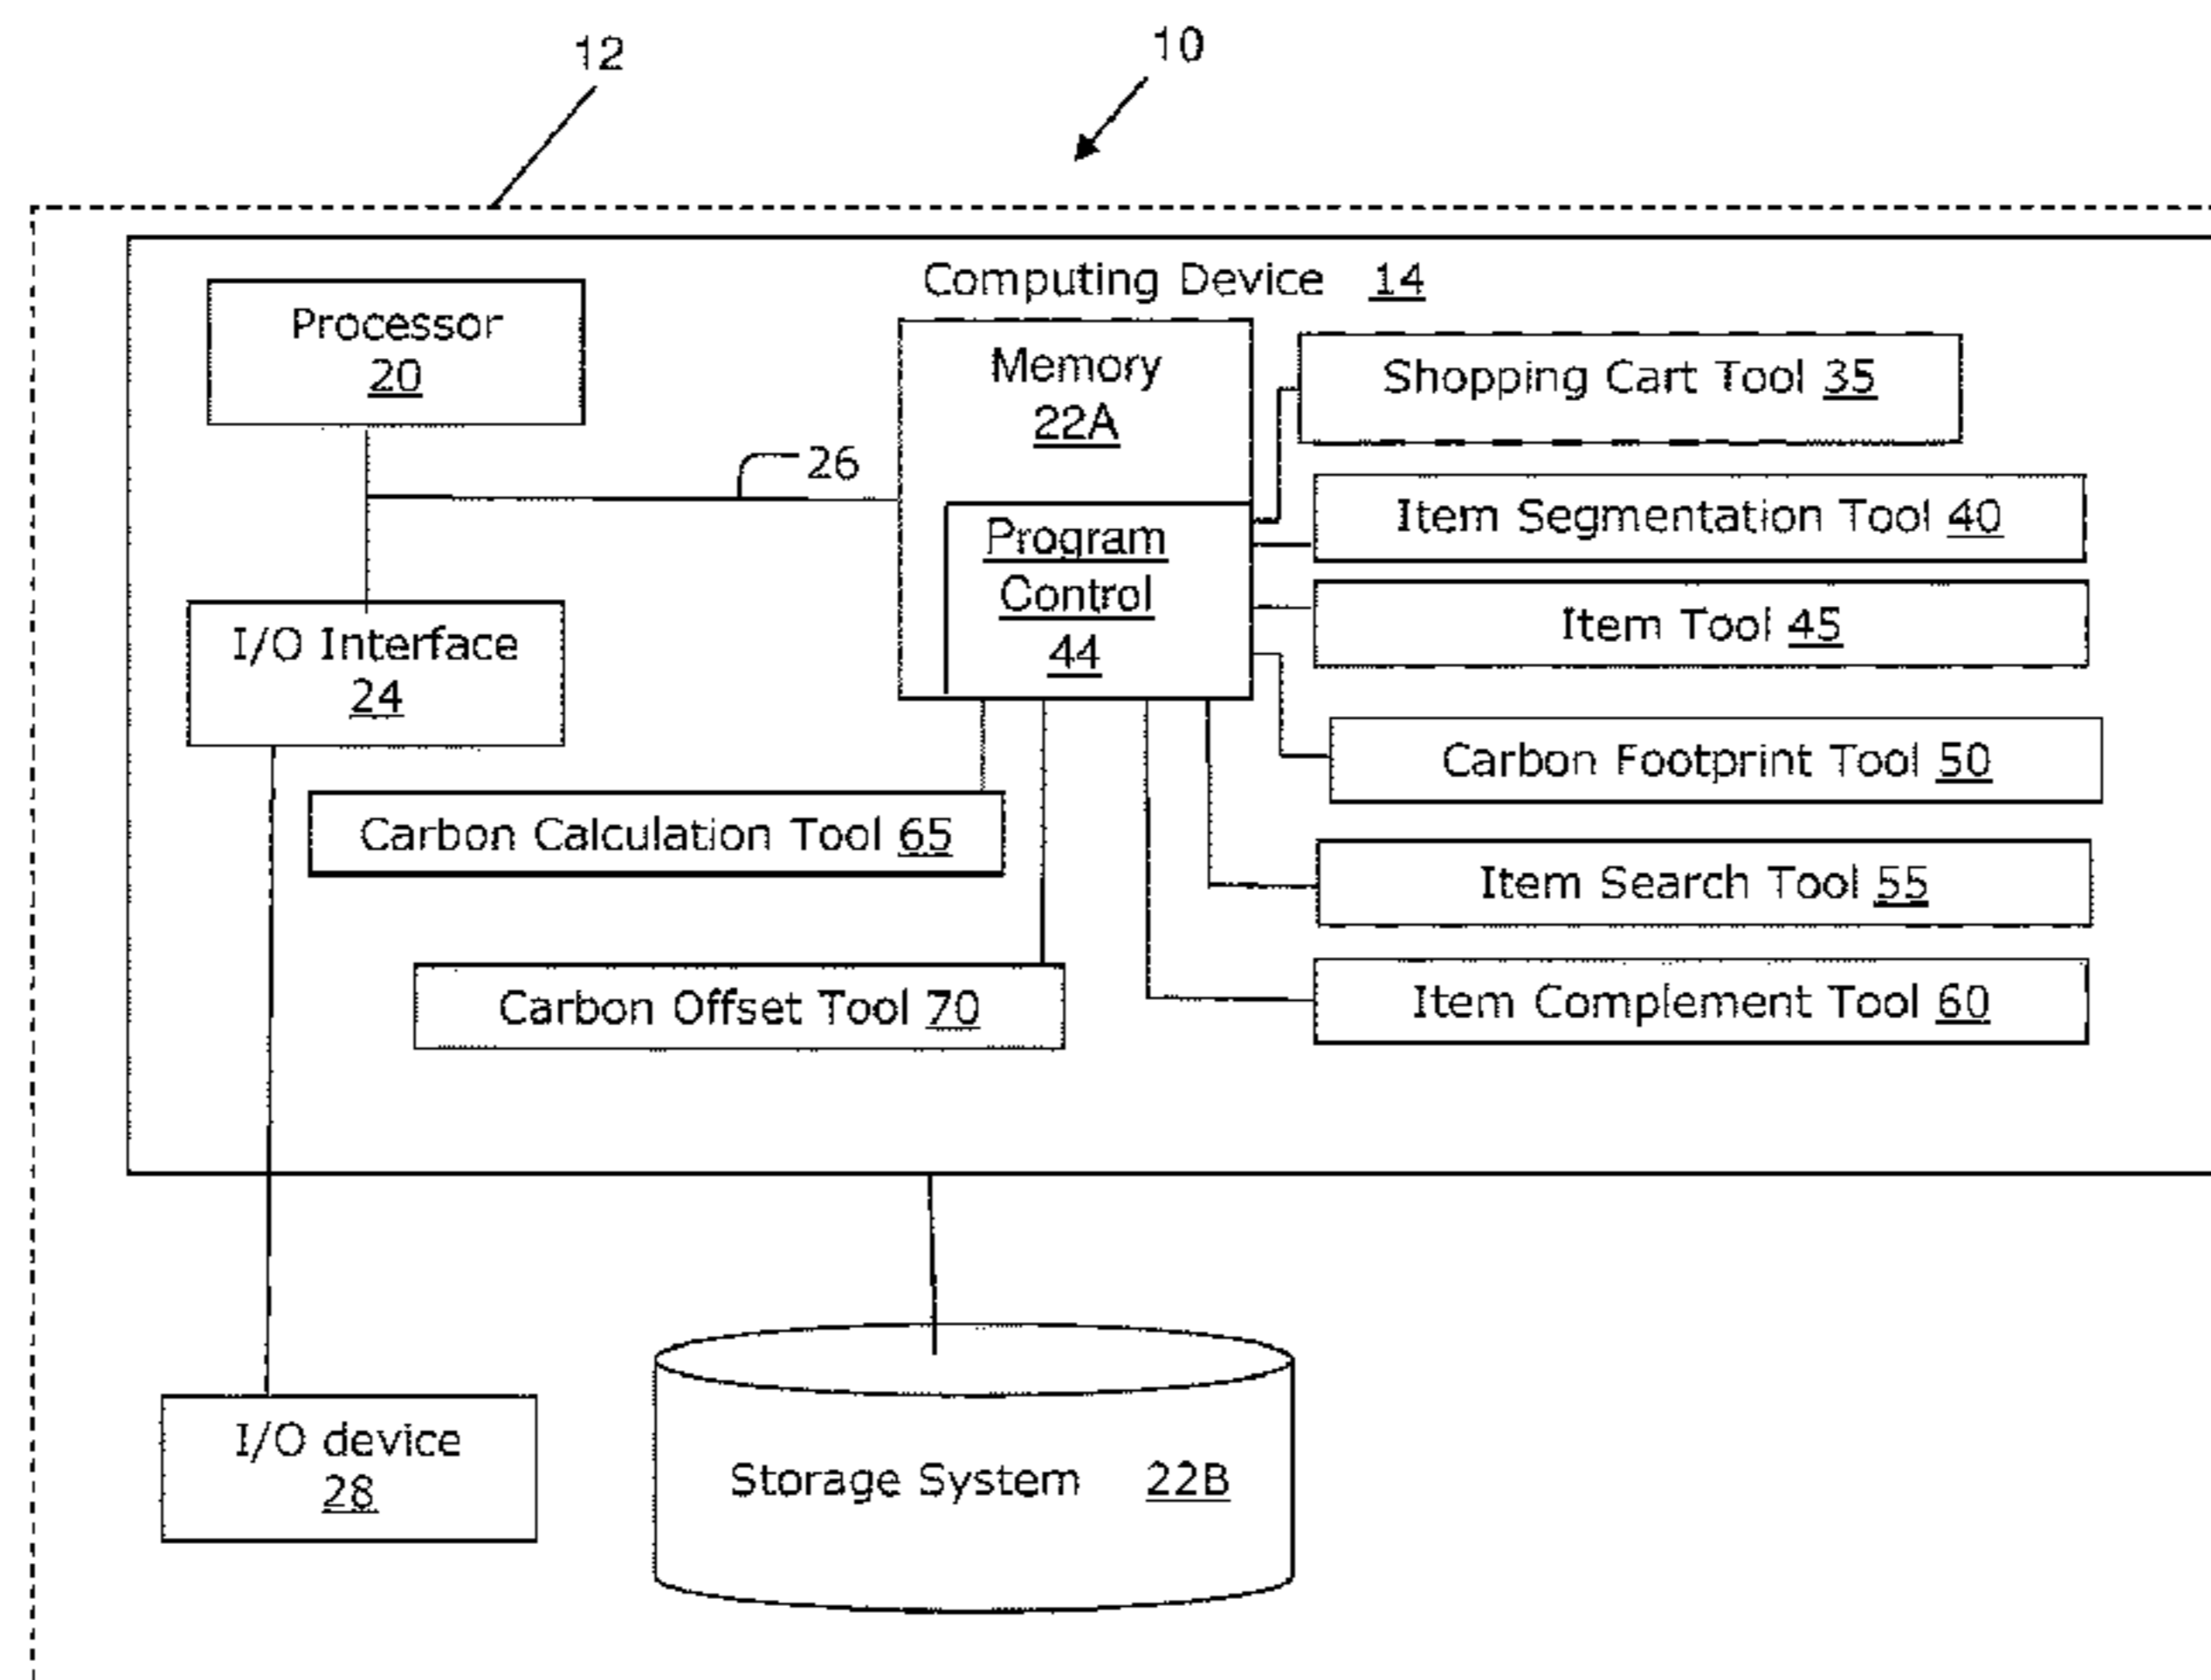 12
10
Computing Device 14
Processor
20
Memory
22A
Shopping Cart Tool 35
26
Item Segmentation Tool 40
Program
Control
44
Item Tool 45
I/O Interface
24
Carbon Footprint Tool 50
Carbon Calculation Tool 65
Item Search Tool 55
Carbon Offset Tool 70
Item Complement Tool 60
I/O device
28
Storage System 22B